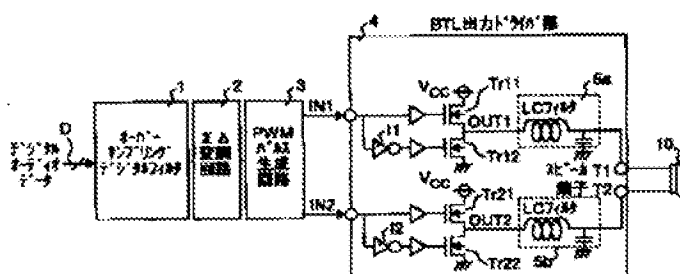 4
BTL出力ドライバ部
1
2
3
5a
VCC
Tr11
LCフィルタ
IN1
OUT1
I1
Tr12
D
デジタル
オーディオ
データ
オーバー
サンプリング
デジタルフィルタ
ΣΔ
変調
回路
PWM
パルス
生成
回路
T1
10
端子 T2
VCC
Tr21
LCフィルタ
IN2
OUT2
I2
Tr22
5b